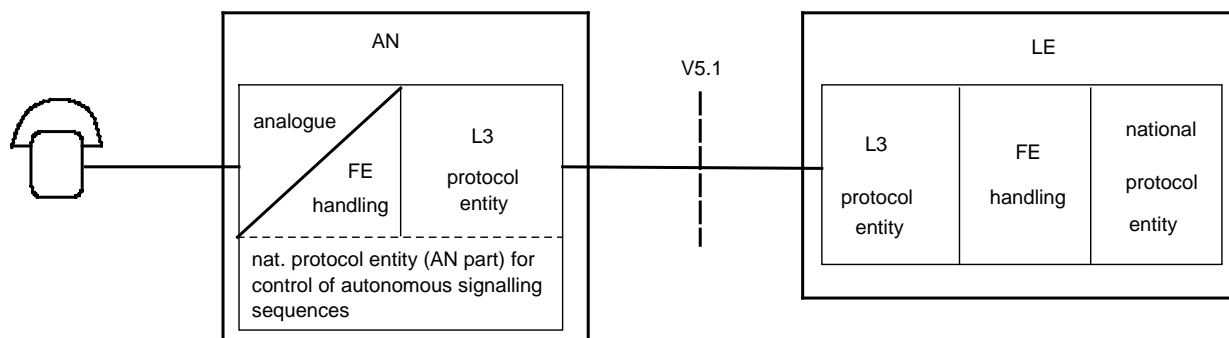 AN
analogue
FE
handling
L3
protocol
entity
nat. protocol entity (AN part) for
control of autonomous signalling
sequences
V5.1
LE
L3
protocol
entity
FE
handling
national
protocol
entity